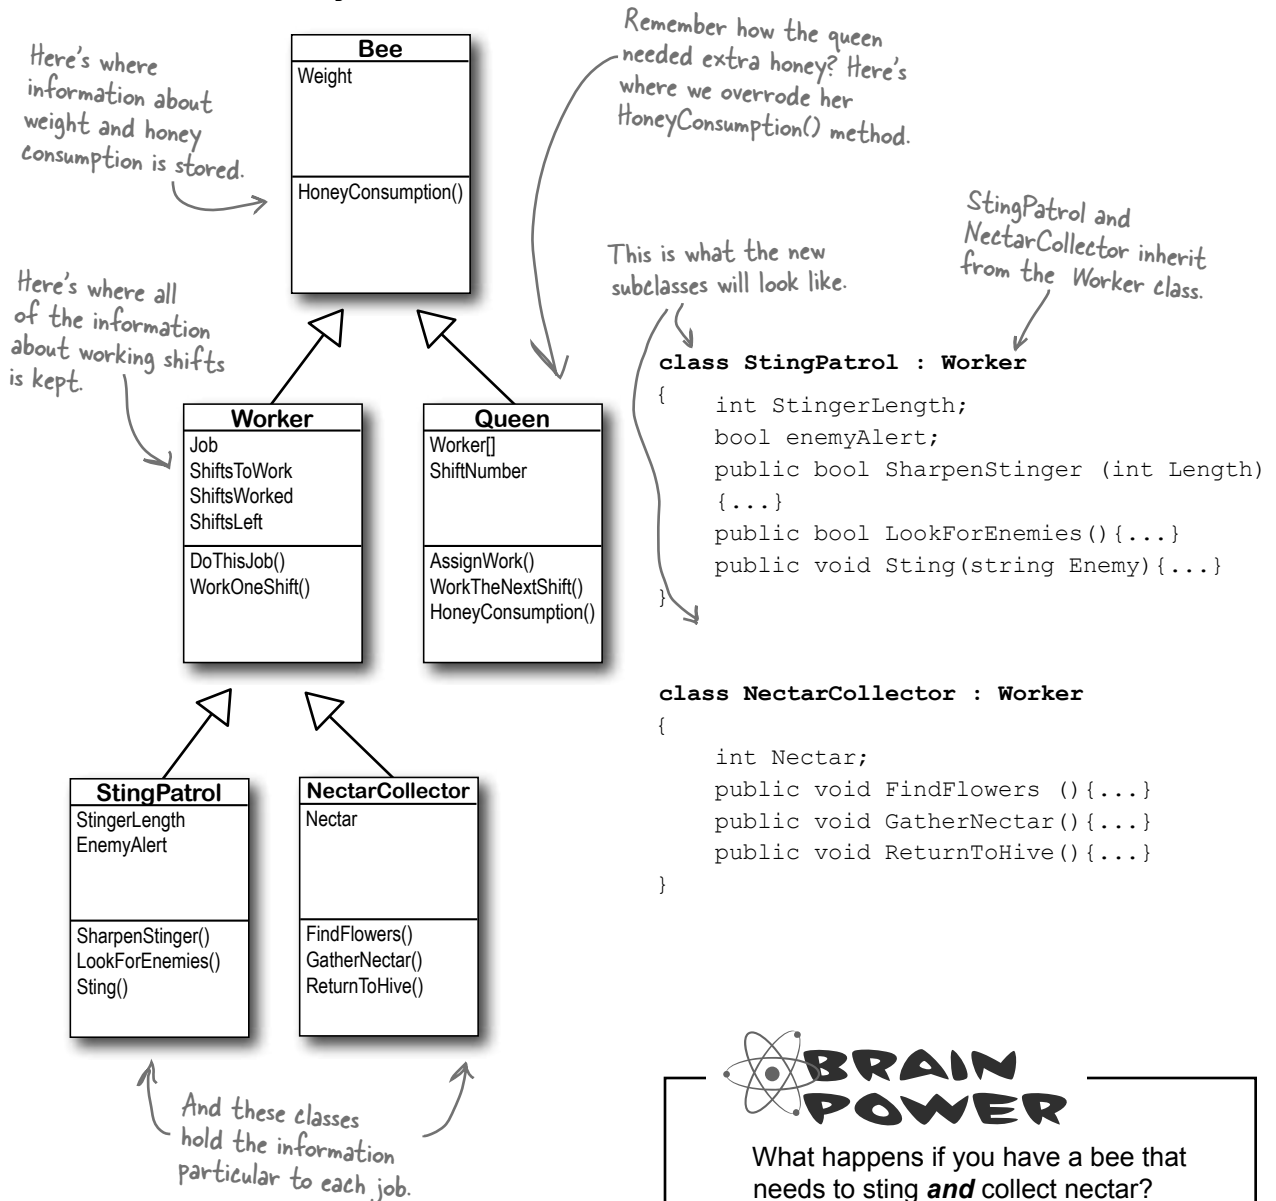 Bee
Weight
HoneyConsumption()
Here's where
information about
weight and honey
consumption is stored.
Remember how the queen
needed extra honey? Here's
where we overrode her
HoneyConsumption() method.
Here's where all
of the information
about working shifts
is kept.
Worker
Job
ShiftsToWork
ShiftsWorked
ShiftsLeft
DoThisJob()
WorkOneShift()
Queen
Worker[]
ShiftNumber
AssignWork()
WorkTheNextShift()
HoneyConsumption()
StingPatrol
StingerLength
EnemyAlert
SharpenStinger()
LookForEnemies()
Sting()
NectarCollector
Nectar
FindFlowers()
GatherNectar()
ReturnToHive()
And these classes
hold the information
particular to each job.
This is what the new
subclasses will look like.
StingPatrol and
NectarCollector inherit
from the Worker class.
class StingPatrol : Worker
{
int StingerLength;
bool enemyAlert;
public bool SharpenStinger (int Length)
{...}
public bool LookForEnemies(){...}
public void Sting(string Enemy){...}
}
class NectarCollector : Worker
{
int Nectar;
public void FindFlowers (){...}
public void GatherNectar(){...}
public void ReturnToHive(){...}
}
BRAIN
POWER
What happens if you have a bee that
needs to sting and collect nectar?